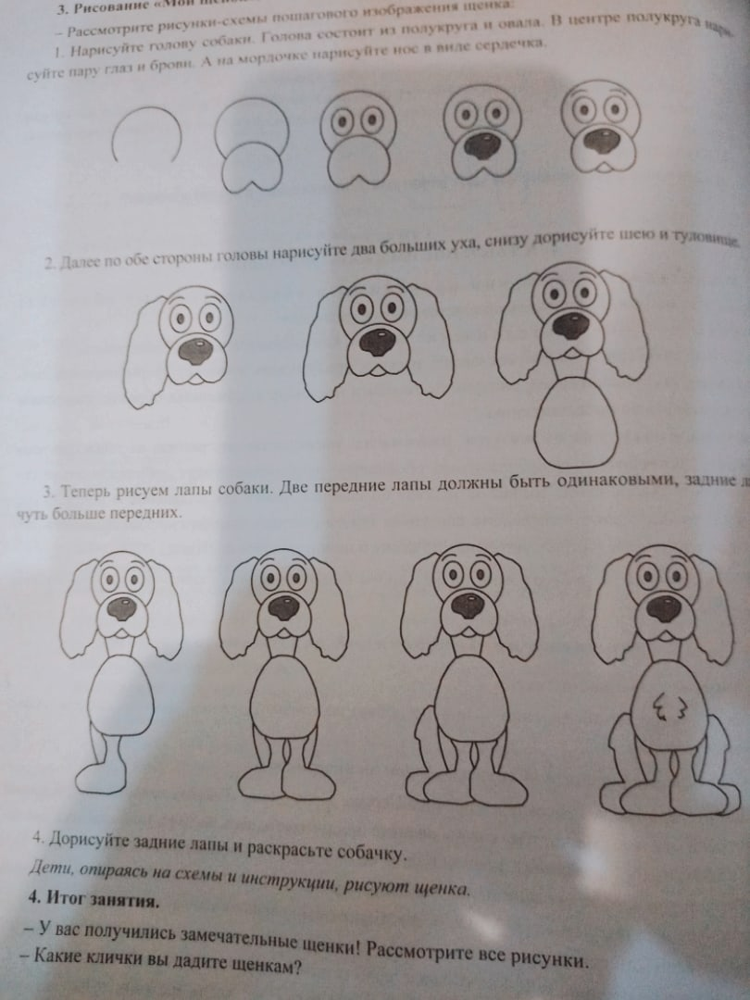 3. Рисование «Мой
– Рассмотрите рисунки-схемы пошагового изображения щенка:
1. Нарисуйте голову собаки. Голова состоит из полукруга и овала. В центре полукруга нари-
суйте пару глаз и брови. А на мордочке нарисуйте нос в виде сердечка.
2. Далее по обе стороны головы нарисуйте два больших уха, снизу дорисуйте шею и туловище.
3. Теперь рисуем лапы собаки. Две передние лапы должны быть одинаковыми, задние
чуть больше передних.
4. Дорисуйте задние лапы и раскрасьте собачку.
Дети, опираясь на схемы и инструкции, рисуют щенка.
4. Итог занятия.
– У вас получились замечательные щенки! Рассмотрите все рисунки.
– Какие клички вы дадите щенкам?